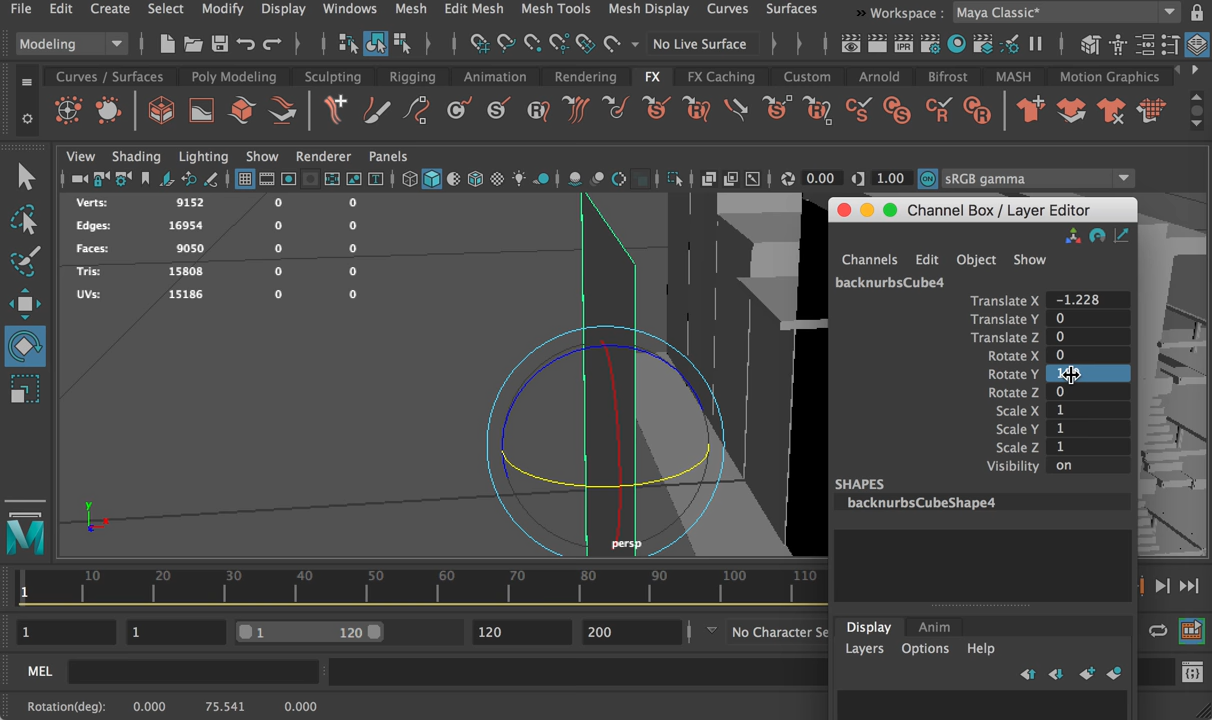 File Edit Create Select Modify Display Windows Mesh Edit Mesh Mesh Tools Mesh Display Curves Surfaces » Workspace : Maya Classic*
Modeling No Live Surface
Curves / Surfaces Poly Modeling Sculpting Rigging Animation Rendering FX FX Caching Custom Arnold Bifrost MASH Motion Graphics
View Shading Lighting Show Renderer Panels
0.00 1.00 ON sRGB gamma
Verts: 9152 0 0
Edges: 16954 0 0
Faces: 9050 0 0
Tris: 15808 0 0
UVs: 15186 0 0
persp
Y
Channel Box / Layer Editor
Channels Edit Object Show
backnurbsCube4
Translate X -1.228
Translate Y 0
Translate Z 0
Rotate X 0
Rotate Y
Rotate Z 0
Scale X 1
Scale Y 1
Scale Z 1
Visibility on
SHAPES
backnurbsCubeShape4
Display Anim
Layers Options Help
1 10 20 30 40 50 60 70 80 90 100 110
1 1 1 120 120 200 No Character Se
MEL
Rotation(deg): 0.000 75.541 0.000